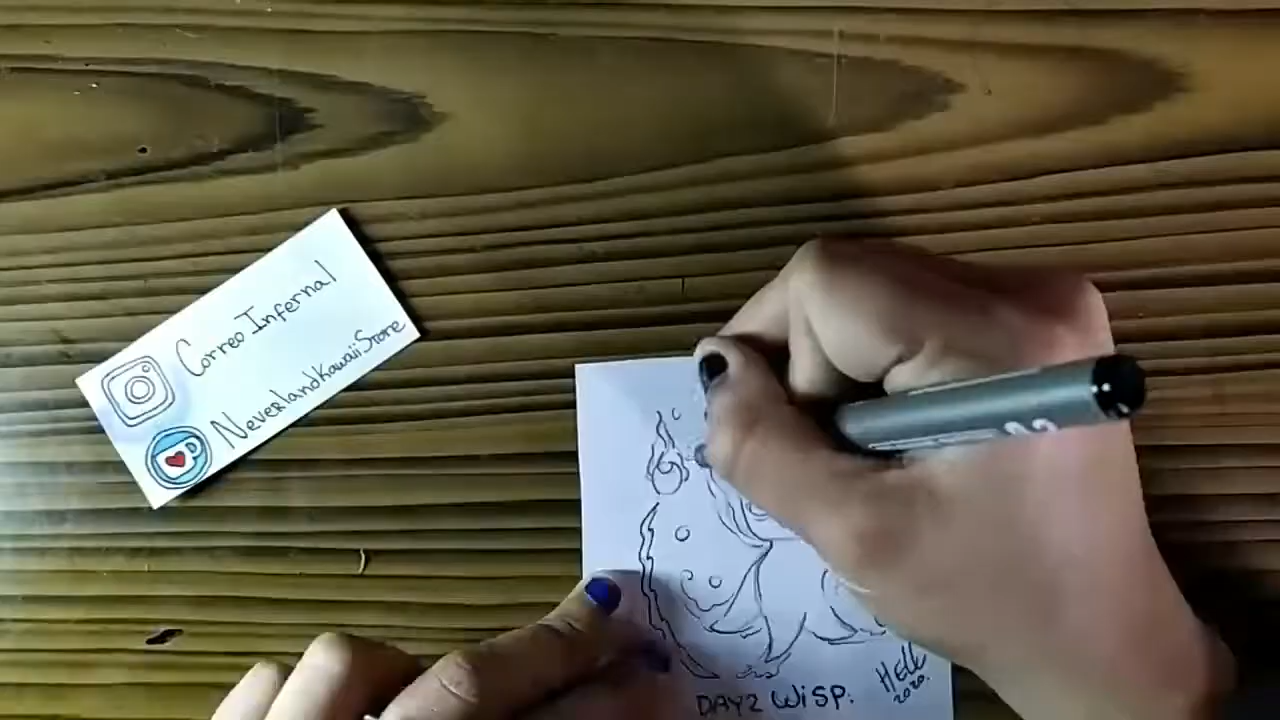 Correo Infernal
NeverlandKawaiiStore
DAY2 WiSP.
HELL
2020.